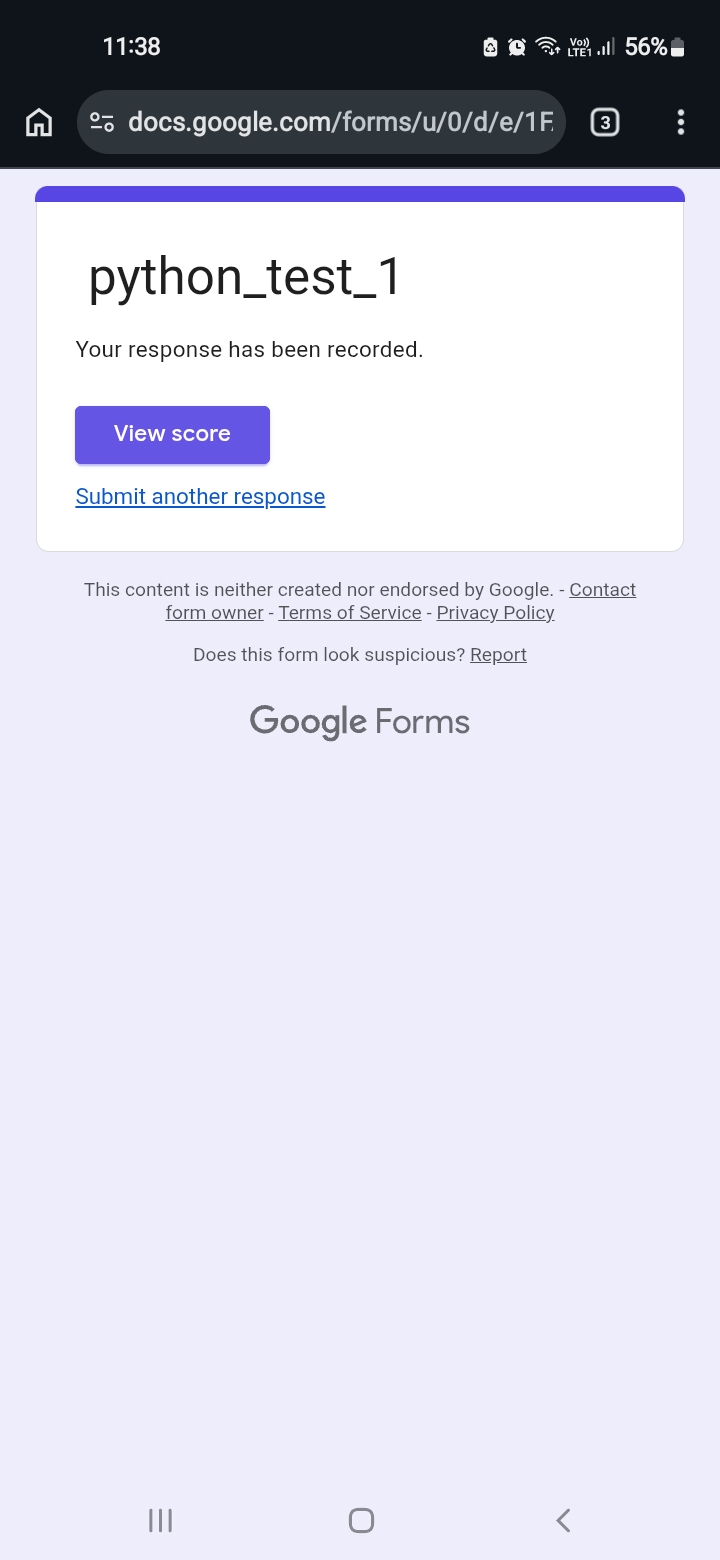 11:38
Vo)) LTE1 56%
docs.google.com/forms/u/0/d/e/1F
3
python_test_1
Your response has been recorded.
View score
Submit another response
This content is neither created nor endorsed by Google. - Contact
form owner - Terms of Service - Privacy Policy
Does this form look suspicious? Report
Google Forms